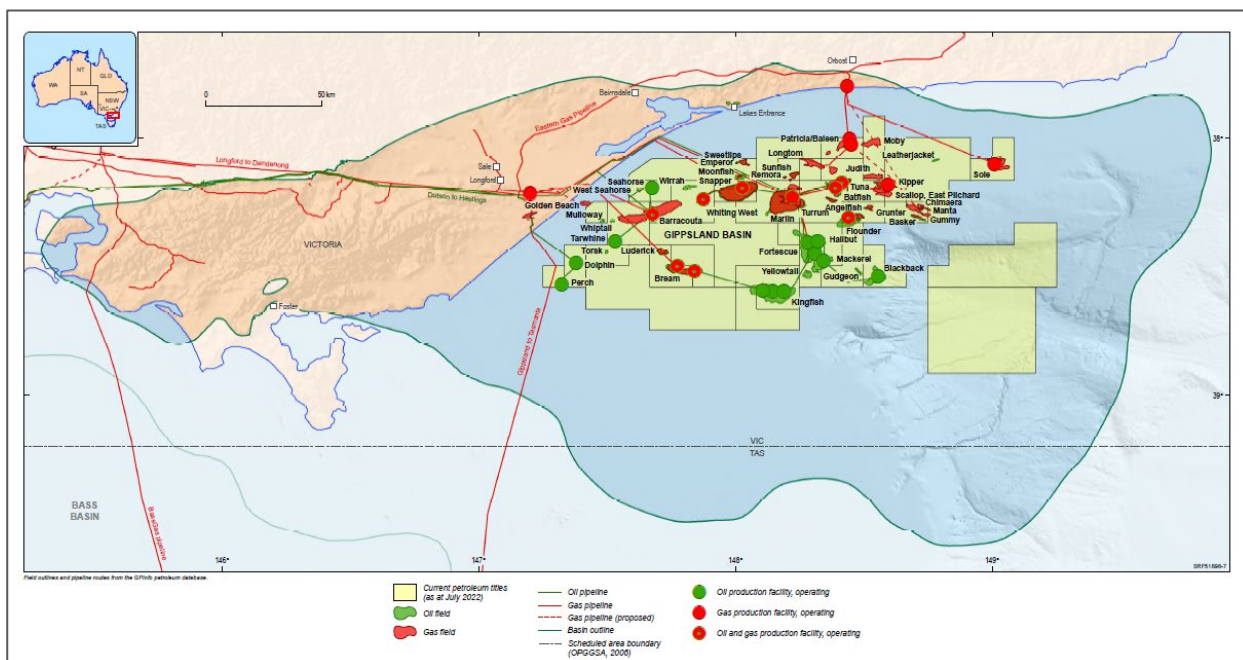 WA
NT
SA
QLD
NSW
VIC
TAS
0
50 km
Orbost
Bairnsdale
Lakes Entrance
Eastern Gas Pipeline
Longford to Dandenong
Sale
Longford
Dutson to Hastings
38°
Patricia/Baleen
Moby
Sweetlips
Emperor
Longtom
Leatherjacket
Moonfish
Sunfish
Sole
Snapper
Remora
Judith
Seahorse
Wirrah
Kipper
West Seahorse
Tuna
Scallop, East Pilchard
Batfish
Golden Beach
Chimaera
Mulloway
Whiting West
Turrum
Angelfish
Grunter
Manta
Barracouta
Marlin
Basker
Gummy
Whiptail
Flounder
Tarwhine
GIPPSLAND BASIN
VICTORIA
Halibut
Torsk
Luderick
Fortescue
Dolphin
Mackerel
Bream
Yellowtail
Gudgeon
Blackback
Perch
Kingfish
Foster
Gippsland to Tasmania
39°
VIC
TAS
BASS
BASIN
BassGas pipeline
146°
147°
148°
149°
Field outlines and pipeline routes from the GPinfo petroleum database.
Current petroleum titles
(as at July 2022)
Oil field
Gas field
Oil pipeline
Gas pipeline
Gas pipeline (proposed)
Basin outline
Scheduled area boundary
(OPGGSA, 2006)
Oil production facility, operating
Gas production facility, operating
Oil and gas production facility, operating